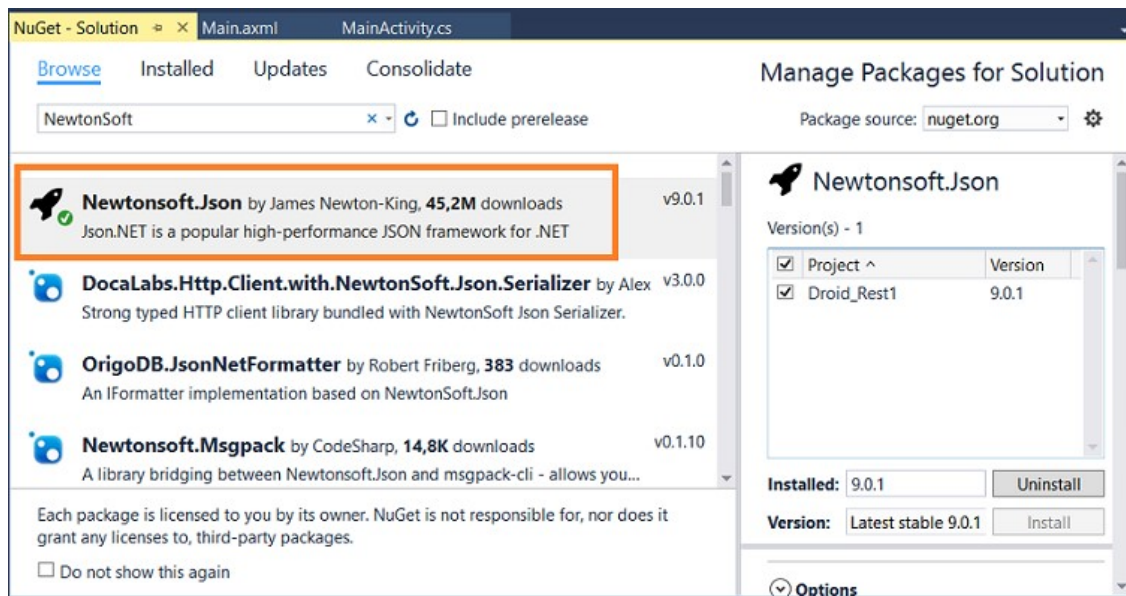 NuGet - Solution Main.axml MainActivity.cs
Browse Installed Updates Consolidate
Manage Packages for Solution
NewtonSoft
Include prerelease
Package source: nuget.org
Newtonsoft.Json by James Newton-King, 45,2M downloads v9.0.1
Json.NET is a popular high-performance JSON framework for .NET
DocaLabs.Http.Client.with.NewtonSoft.Json.Serializer by Alex v3.0.0
Strong typed HTTP client library bundled with NewtonSoft Json Serializer.
OrigoDB.JsonNetFormatter by Robert Friberg, 383 downloads v0.1.0
An IFormatter implementation based on NewtonSoft.Json
Newtonsoft.Msgpack by CodeSharp, 14,8K downloads v0.1.10
A library bridging between Newtonsoft.Json and msgpack-cli - allows you...
Each package is licensed to you by its owner. NuGet is not responsible for, nor does it
grant any licenses to, third-party packages.
Do not show this again
Newtonsoft.Json
Version(s) - 1
Project Version
Droid_Rest1 9.0.1
Installed: 9.0.1 Uninstall
Version: Latest stable 9.0.1 Install
Options